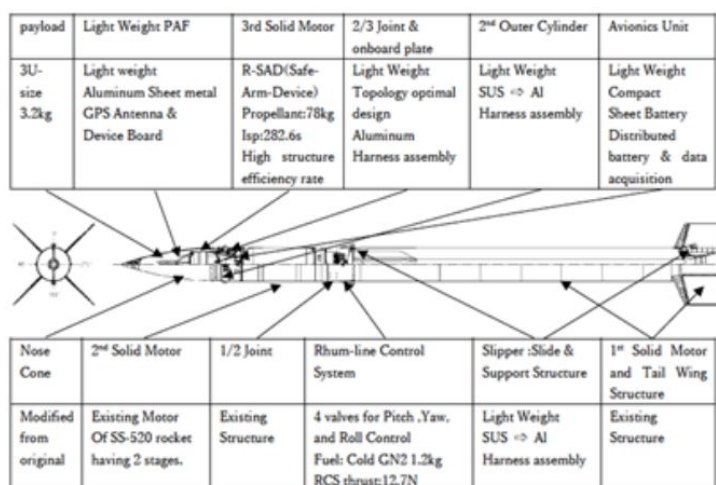 payload
Light Weight PAF
3rd Solid Motor
2/3 Joint &
onboard plate
2nd Outer Cylinder
Avionics Unit
3U-
size
3.2kg
Light weight
Aluminum Sheet metal
GPS Antenna &
Device Board
R-SAD(Safe-
Arm-Device)
Propellant:78kg
Isp:282.6s
High structure
efficiency rate
Light Weight
Topology optimal
design
Aluminum
Harness assembly
Light Weight
SUS ⇨ Al
Harness assembly
Light Weight
Compact
Sheet Battery
Distributed
battery & data
acquisition
Nose
Cone
2nd Solid Motor
1/2 Joint
Rhum-line Control
System
Slipper :Slide &
Support Structure
1st Solid Motor
and Tail Wing
Structure
Modified
from
original
Existing Motor
Of SS-520 rocket
having 2 stages.
Existing
Structure
4 valves for Pitch ,Yaw,
and Roll Control
Fuel: Cold GN2 1.2kg
RCS thrust:12.7N
Light Weight
SUS ⇨ Al
Harness assembly
Existing
Structure